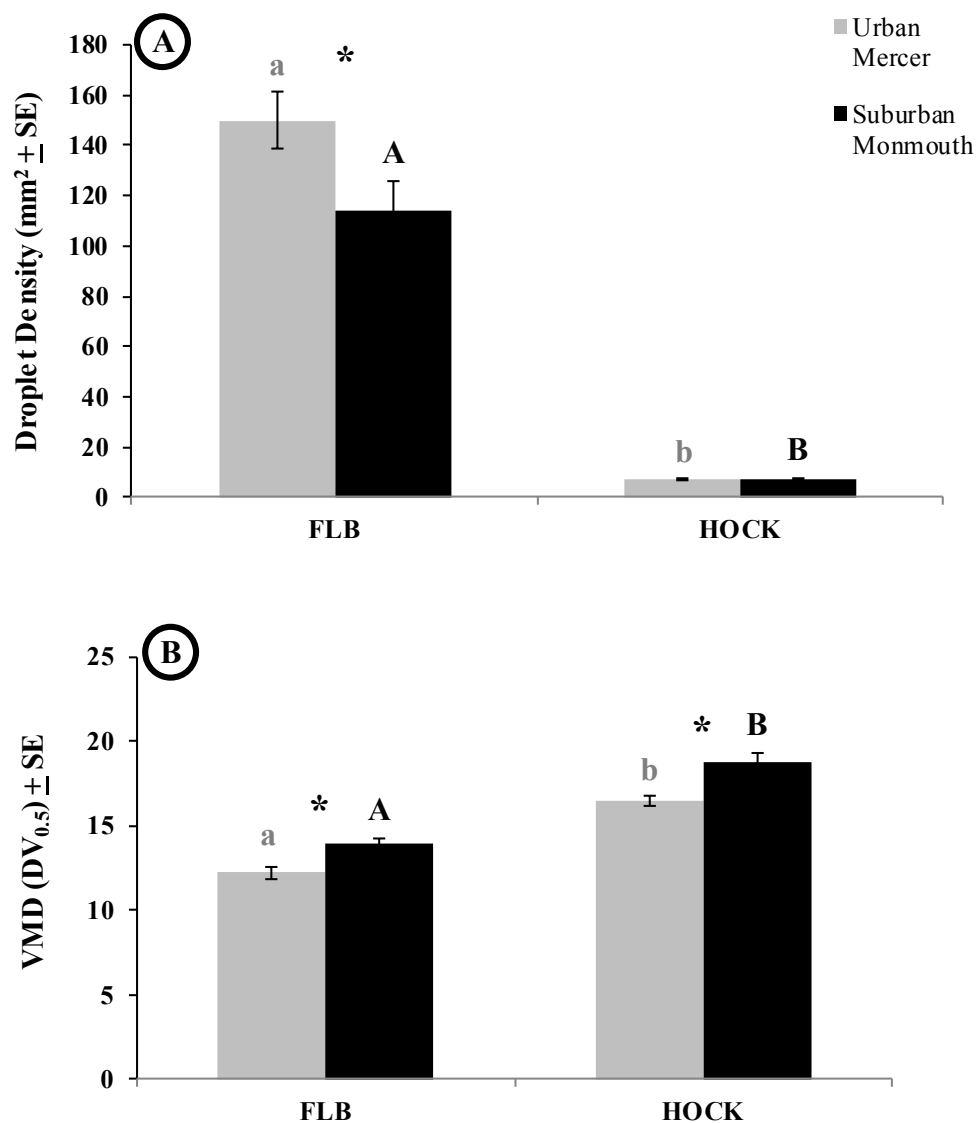 A
Droplet Density (mm² ± SE)
180
160
140
120
100
80
60
40
20
0
a
*
A
b
B
FLB
HOCK
Urban
Mercer
Suburban
Monmouth
B
VMD (DV0.5) ± SE
25
20
15
10
5
0
a
*
A
b
*
B
FLB
HOCK